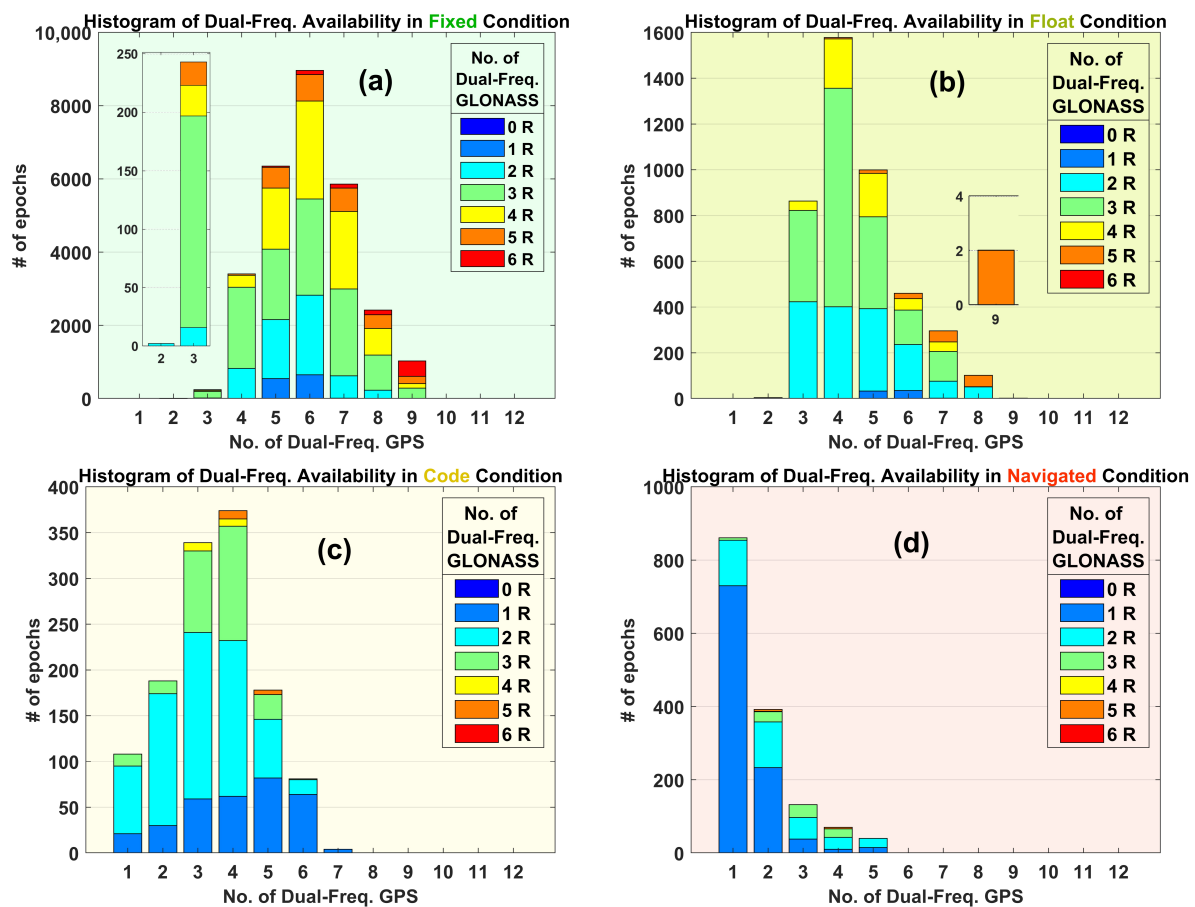 Histogram of Dual-Freq. Availability in Fixed Condition
10,000
8000
6000
4000
2000
0
# of epochs
250
200
150
200
50
0
2 3
(a)
No. of
Dual-Freq.
GLONASS
0 R
1 R
2 R
3 R
4 R
5 R
6 R
1 2 3 4 5 6 7 8 9 10 11 12
No. of Dual-Freq. GPS
Histogram of Dual-Freq. Availability in Float Condition
1600
1400
1200
1000
800
600
400
200
0
# of epochs
(b)
4
2
0
9
No. of
Dual-Freq.
GLONASS
0 R
1 R
2 R
3 R
4 R
5 R
6 R
1 2 3 4 5 6 7 8 9 10 11 12
No. of Dual-Freq. GPS
Histogram of Dual-Freq. Availability in Code Condition
400
350
300
250
200
150
100
50
0
# of epochs
(c)
No. of
Dual-Freq.
GLONASS
0 R
1 R
2 R
3 R
4 R
5 R
6 R
1 2 3 4 5 6 7 8 9 10 11 12
No. of Dual-Freq. GPS
Histogram of Dual-Freq. Availability in Navigated Condition
1000
800
600
400
200
0
# of epochs
(d)
No. of
Dual-Freq.
GLONASS
0 R
1 R
2 R
3 R
4 R
5 R
6 R
1 2 3 4 5 6 7 8 9 10 11 12
No. of Dual-Freq. GPS